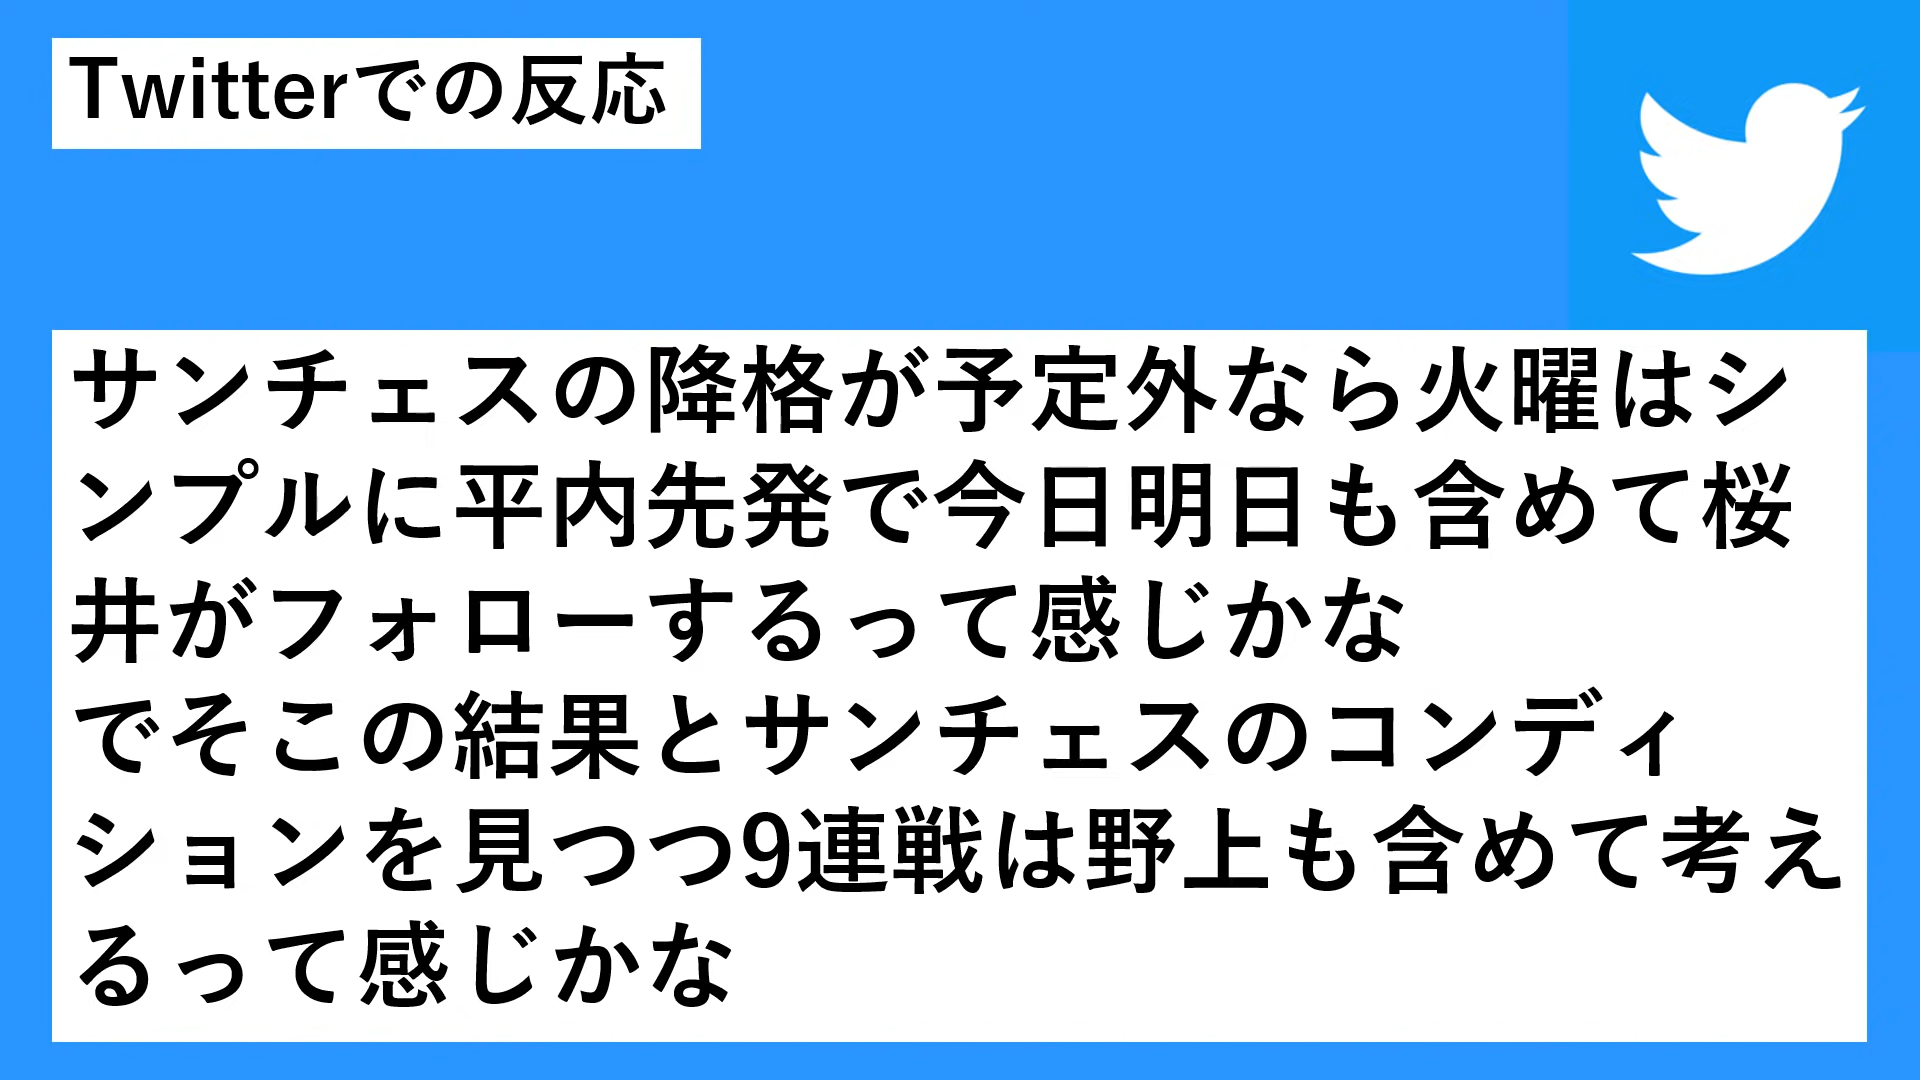 Twitterでの反応
サンチェスの降格が予定外なら火曜はシ
ンプルに平内先発で今日明日も含めて桜
井がフォローするって感じかな
でそこの結果とサンチェスのコンディ
ションを見つつ9連戦は野上も含めて考え
るって感じかな